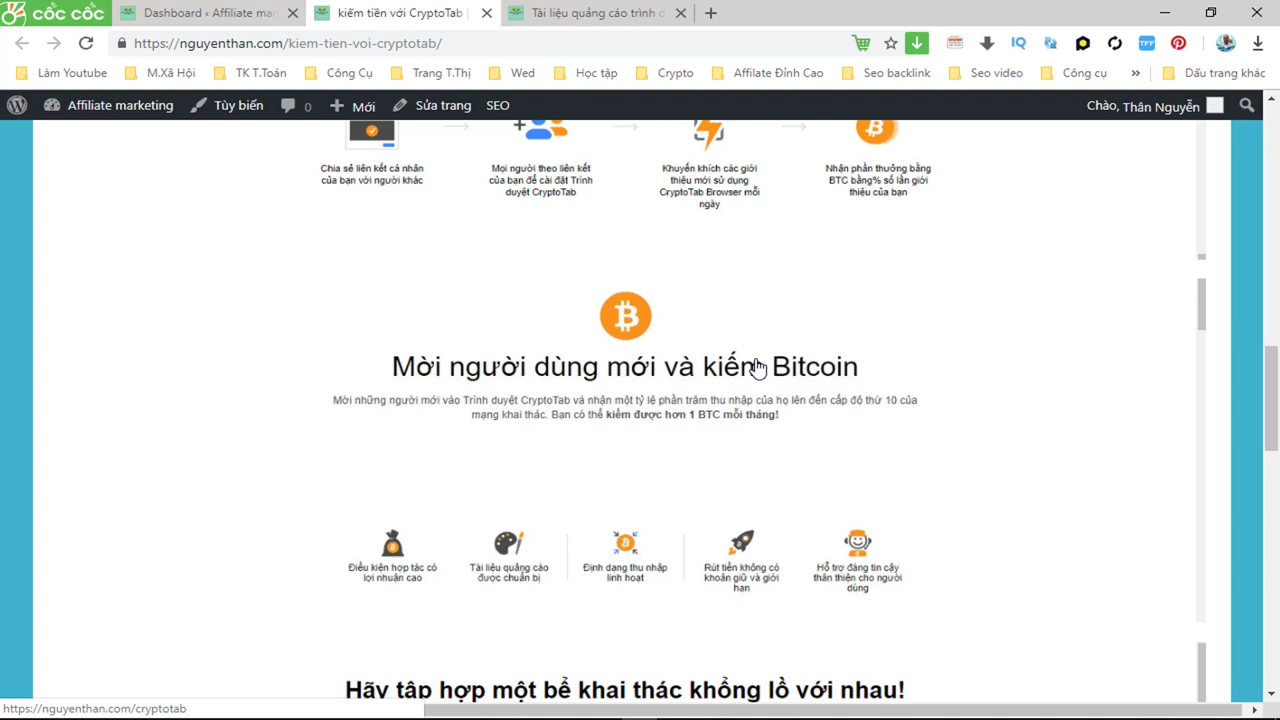 cốc cốc
Dashboard ‹ Affiliate mar
kiếm tiền với CryptoTab
Tài liệu quảng cáo trình d
https://nguyenthan.com/kiem-tien-voi-cryptotab/
Làm Youtube
M.Xã Hội
TK T.Toán
Công Cụ
Trang T.Thị
Wed
Học tập
Crypto
Affilate Đỉnh Cao
Seo backlink
Seo video
Công cụ
»
Dấu trang khác
Affiliate marketing
Tùy biến
0
Mới
Sửa trang
SEO
Chào, Thân Nguyễn
Chia sẻ liên kết cá nhân
của bạn với người khác
Mọi người theo liên kết
của bạn để cài đặt Trình
duyệt CryptoTab
Khuyến khích các giới
thiệu mới sử dụng
CryptoTab Browser mỗi
ngày
Nhận phần thưởng bằng
BTC bằng% số lần giới
thiệu của bạn
Mời người dùng mới và kiếm Bitcoin
Mời những người mới vào Trình duyệt CryptoTab và nhận một tỷ lệ phần trăm thu nhập của họ lên đến cấp độ thứ 10 của
mạng khai thác. Bạn có thể kiếm được hơn 1 BTC mỗi tháng!
Điều kiện hợp tác có
lợi nhuận cao
Tài liệu quảng cáo
được chuẩn bị
Định dạng thu nhập
linh hoạt
Rút tiền không có
khoản giữ và giới
hạn
Hỗ trợ đáng tin cậy
thân thiện cho người
dùng
Hãy tập hợp một bể khai thác khổng lồ với nhau!
https://nguyenthan.com/cryptotab